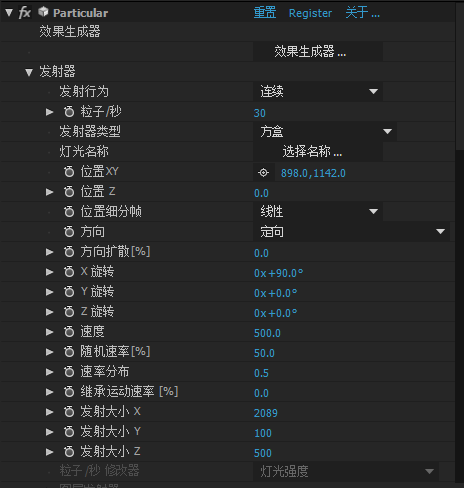 fx Particular 重置 Register 关于...
效果生成器
效果生成器...
发射器
发射行为 连续
粒子/秒 30
发射器类型 方盒
灯光名称 选择名称...
位置XY 898.0,1142.0
位置 Z 0.0
位置细分帧 线性
方向 定向
方向扩散[%] 0.0
X 旋转 0x+90.0°
Y 旋转 0x+0.0°
Z 旋转 0x+0.0°
速度 500.0
随机速率[%] 50.0
速率分布 0.5
继承运动速率 [%] 0.0
发射大小 X 2089
发射大小 Y 100
发射大小 Z 500
粒子/秒 修改器 灯光强度